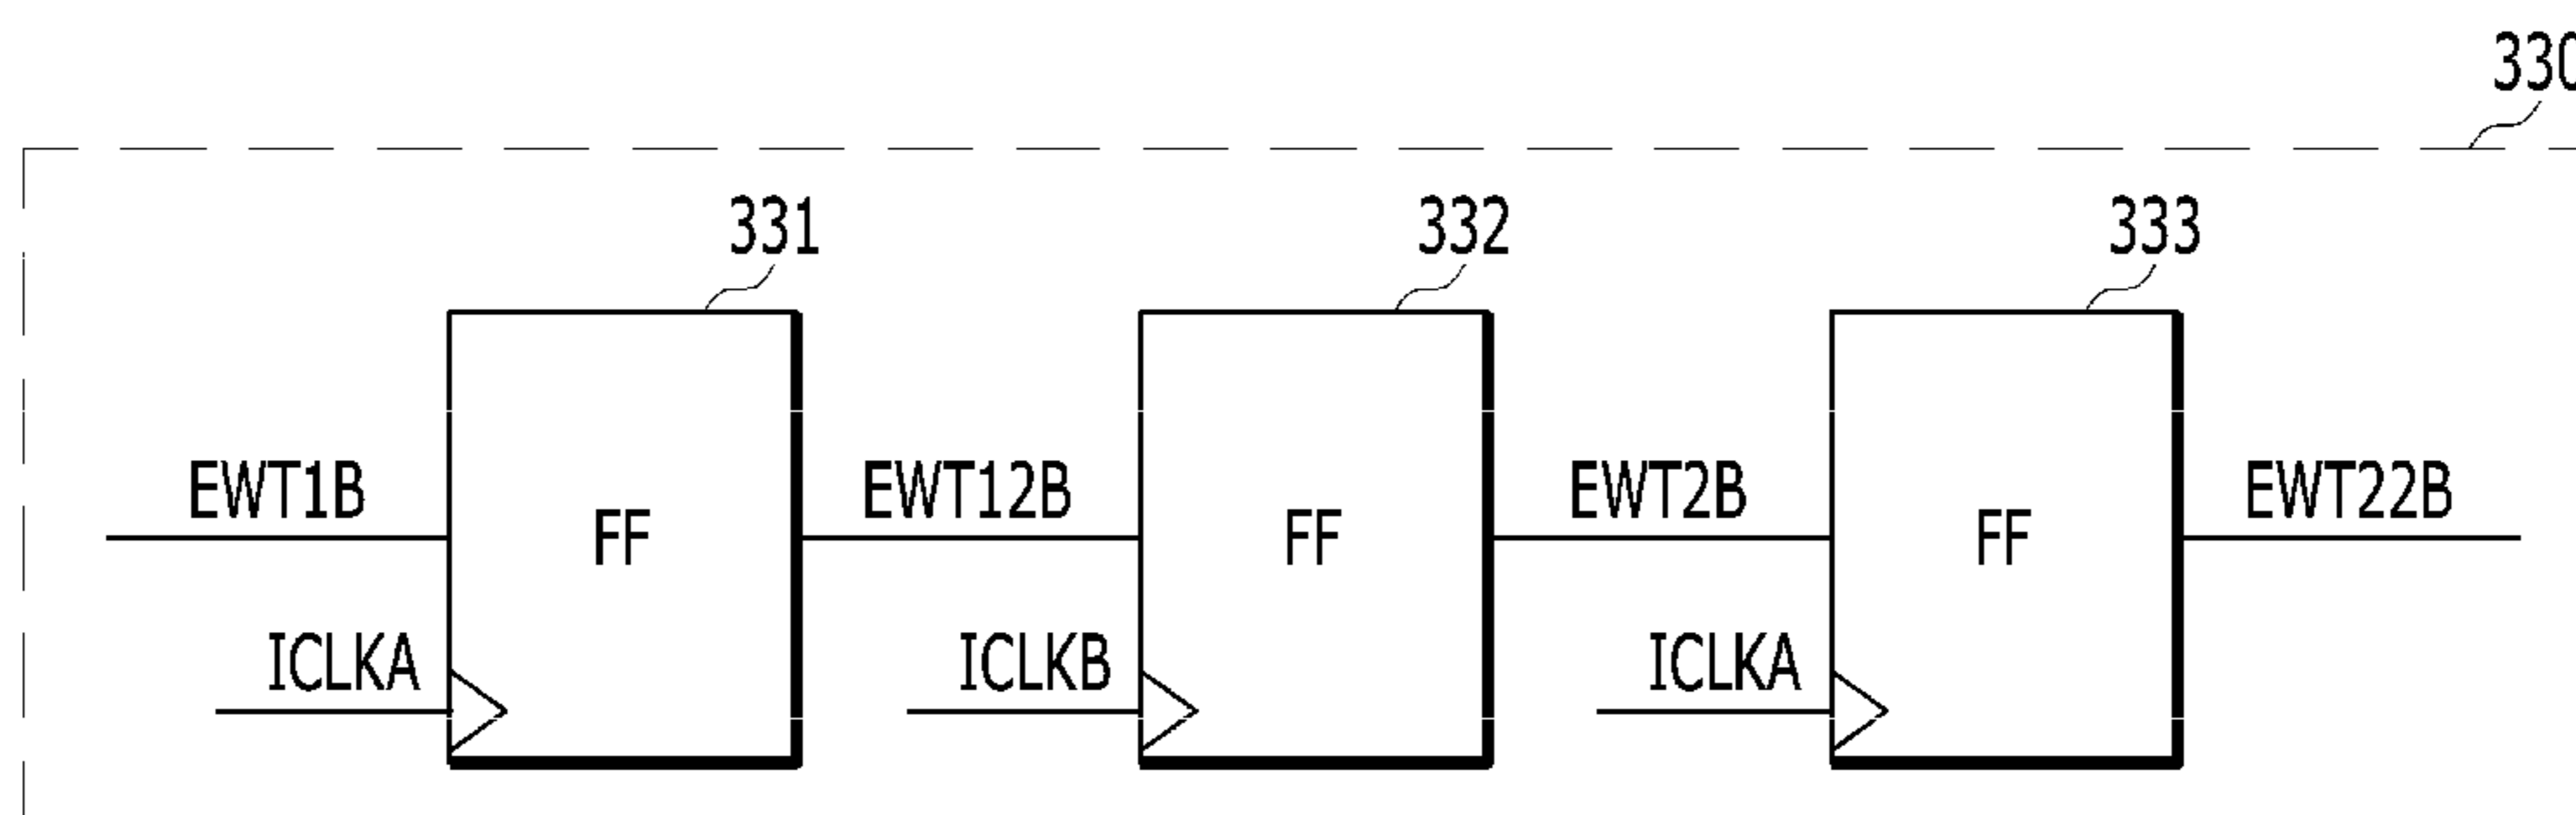 330
331 332 333
EWT1B EWT12B EWT2B EWT22B
FF FF FF
ICLKA ICLKB ICLKA